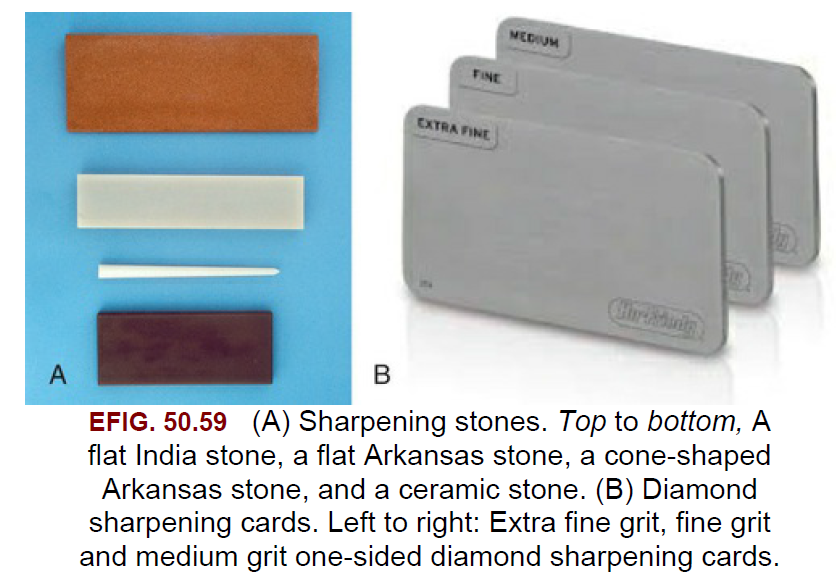 MEDIUM
FINE
EXTRA FINE
Hu-Friedy
A
B
EFIG. 50.59 (A) Sharpening stones. Top to bottom, A
flat India stone, a flat Arkansas stone, a cone-shaped
Arkansas stone, and a ceramic stone. (B) Diamond
sharpening cards. Left to right: Extra fine grit, fine grit
and medium grit one-sided diamond sharpening cards.